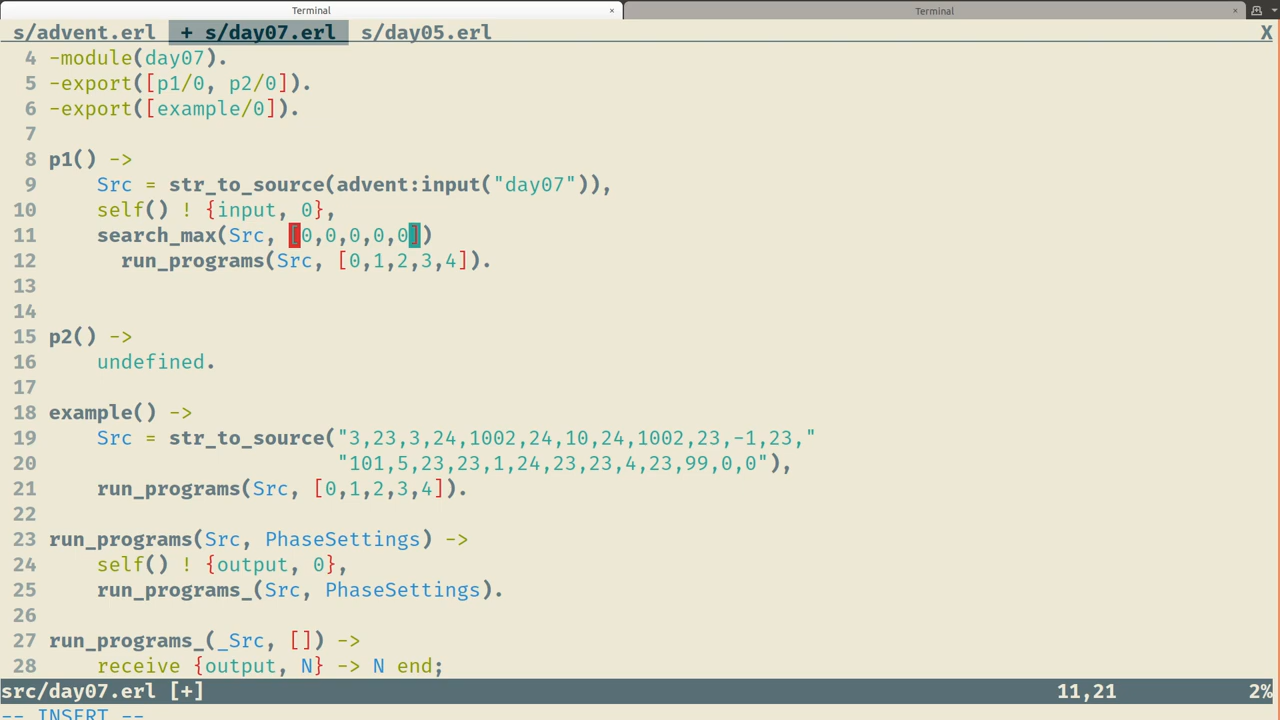 Terminal × Terminal ×
s/advent.erl + s/day07.erl s/day05.erl X
4 -module(day07).
5 -export([p1/0, p2/0]).
6 -export([example/0]).
7
8 p1() ->
9 Src = str_to_source(advent:input("day07")),
10 self() ! {input, 0},
11 search_max(Src, [0,0,0,0,0])
12 run_programs(Src, [0,1,2,3,4]).
13
14
15 p2() ->
16 undefined.
17
18 example() ->
19 Src = str_to_source("3,23,3,24,1002,24,10,24,1002,23,-1,23,"
20 "101,5,23,23,1,24,23,23,4,23,99,0,0"),
21 run_programs(Src, [0,1,2,3,4]).
22
23 run_programs(Src, PhaseSettings) ->
24 self() ! {output, 0},
25 run_programs_(Src, PhaseSettings).
26
27 run_programs_(_Src, []) ->
28 receive {output, N} -> N end;
src/day07.erl [+] 11,21 2%
-- INSERT --